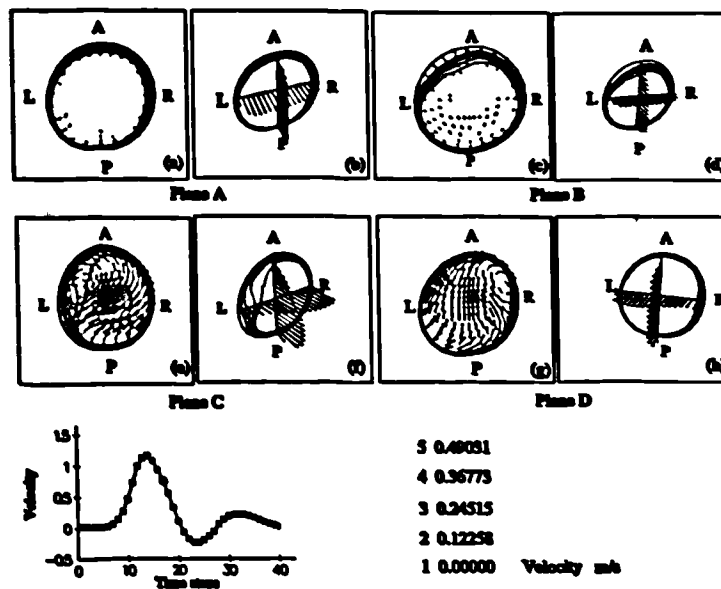 A
L R
P
(a)
A
L R
P
(b)
Plane A
A
L R
P
(c)
A
L R
P
(d)
Plane B
A
L R
P
(e)
A
L R
P
(f)
Plane C
A
L R
P
(g)
A
L R
P
(h)
Plane D
Velocity
1.5
1
0.5
0
-0.5
0 10 20 30 40
Time steps
5 0.49031
4 0.36773
3 0.24515
2 0.12258
1 0.00000 Velocity m/s